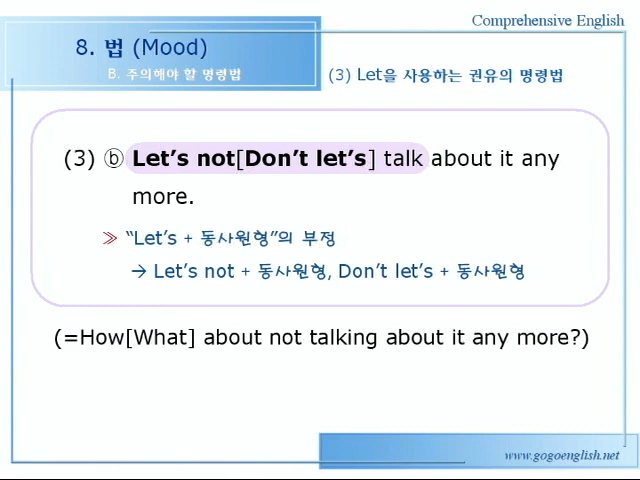 Comprehensive English
8. 법 (Mood)
B. 주의해야 할 명령법
(3) Let을 사용하는 권유의 명령법
(3) ⓑ Let’s not[Don’t let’s] talk about it any
more.
≫ “Let’s + 동사원형”의 부정
→ Let’s not + 동사원형, Don’t let’s + 동사원형
(=How[What] about not talking about it any more?)
www.gogoenglish.net